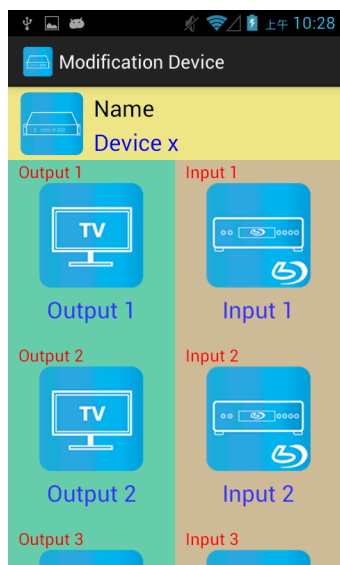 上午 10:28
Modification Device
Name
Device x
Output 1
Input 1
TV
Output 1
Input 1
Output 2
Input 2
TV
Output 2
Input 2
Output 3
Input 3